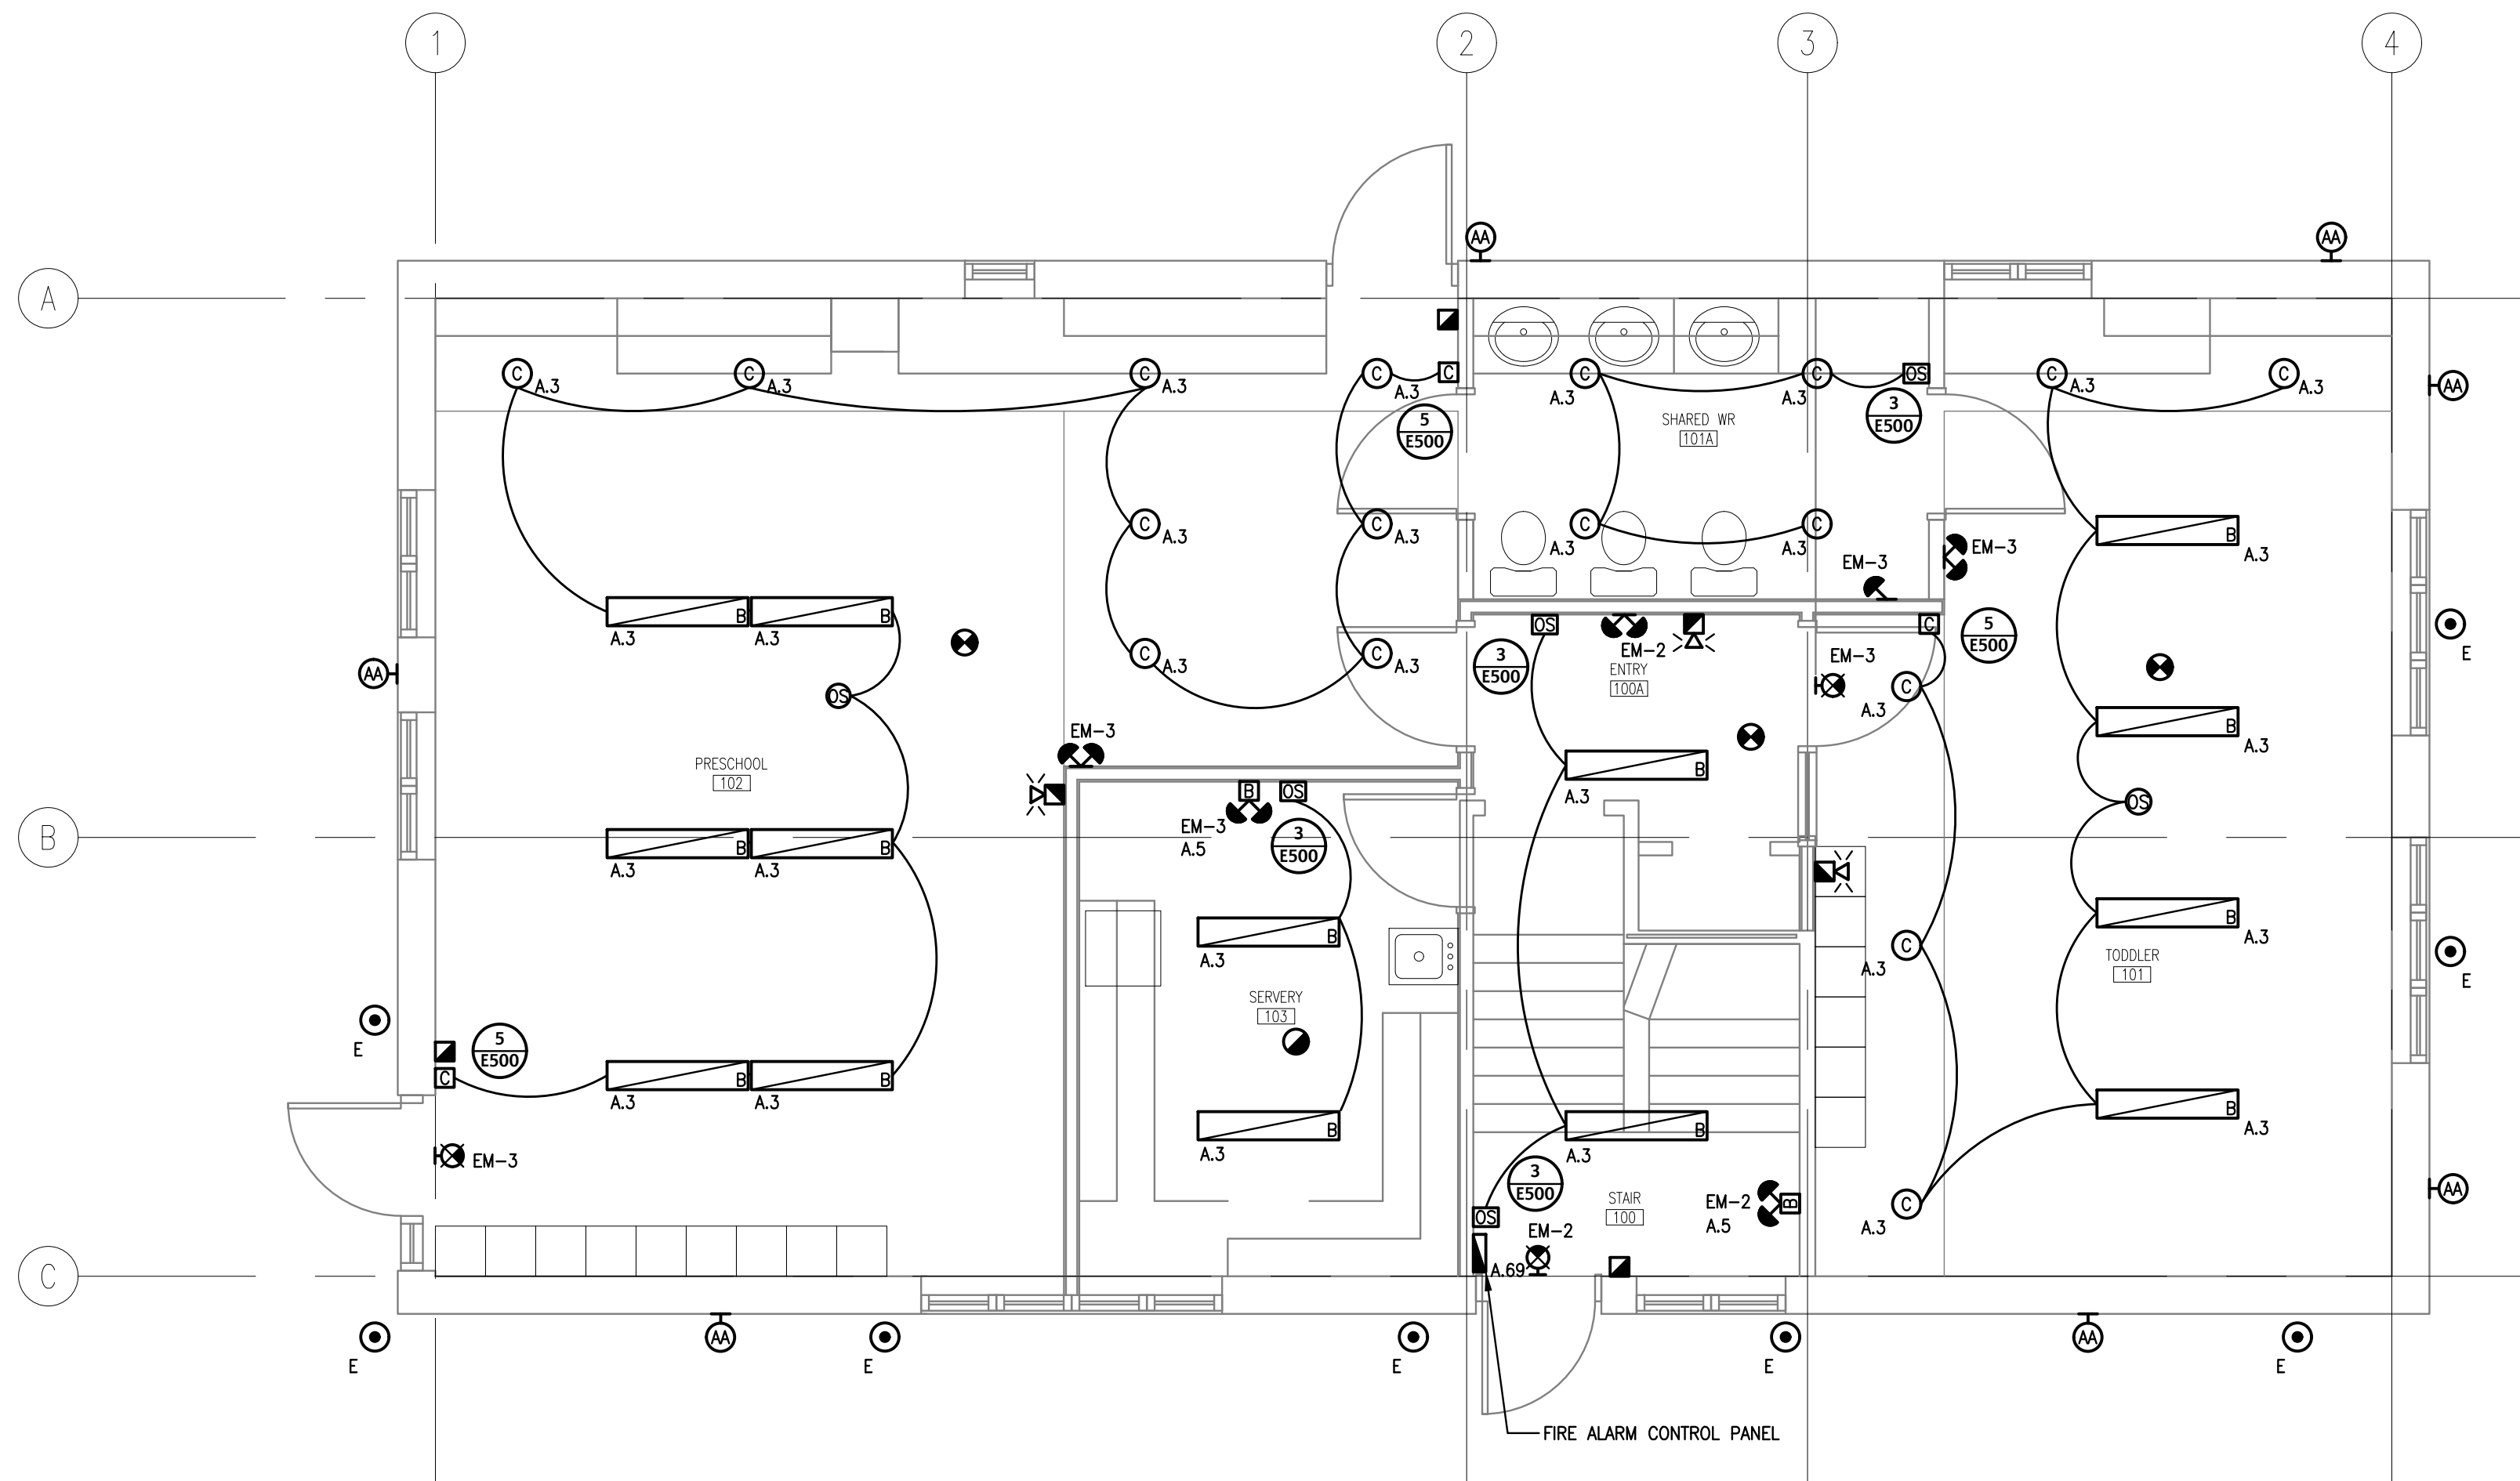 1 2 3 4
AA AA
A
C C C C C C C OS C C
AA
A.3 A.3 A.3 A.3 A.3 A.3 A.3 A.3
5
E500
3
E500
SHARED WR
101A
C C C C B
A.3 A.3 A.3 A.3 A.3
EM-3 EM-3
B B
A.3 A.3
OS C
5
E500
E
C C
A.3 A.3
EM-2
3
E500
ENTRY
100A
EM-3
AA
OS
C
A.3
B
A.3
EM-3
PRESCHOOL
102
B
A.3
B OS
OS
EM-3
A.5
3
E500
B
B B
A.3 A.3
B
A.3
B
A.3
C
A.3
E
TODDLER
101
SERVERY
103
E
5
E500
C
B B
A.3 A.3
B
A.3
B
A.3
B
A.3
EM-3
3
E500
STAIR
100
EM-2
A.5
B
C
A.3
AA
OS
EM-2
A.69
C
AA AA
E E E E E
FIRE ALARM CONTROL PANEL